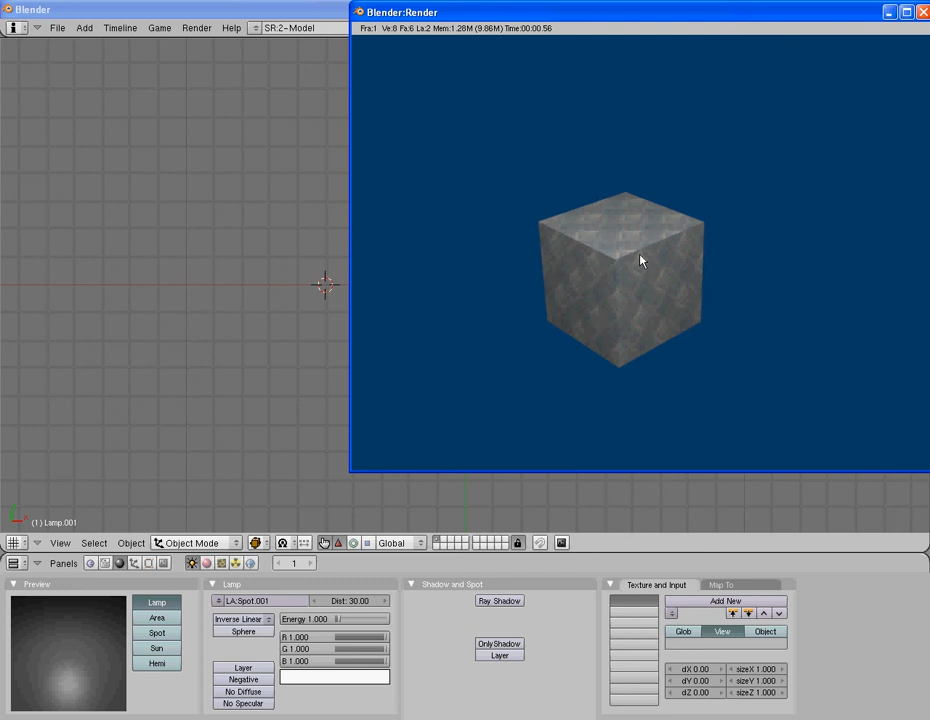 Blender
Blender:Render
File Add Timeline Game Render Help SR:2-Model
Fra:1 Ve:8 Fa:6 La:2 Mem:1.28M (9.86M) Time:00:00.56
(1) Lamp.001
View Select Object Object Mode Global
Panels 1
Preview
Lamp
Area
Spot
Sun
Hemi
Lamp
LA:Spot.001 Dist: 30.00
Inverse Linear Energy 1.000
Sphere
R 1.000
G 1.000
B 1.000
Layer
Negative
No Diffuse
No Specular
Shadow and Spot
Ray Shadow
OnlyShadow
Layer
Texture and Input Map To
Add New
Glob View Object
dX 0.00 sizeX 1.000
dY 0.00 sizeY 1.000
dZ 0.00 sizeZ 1.000